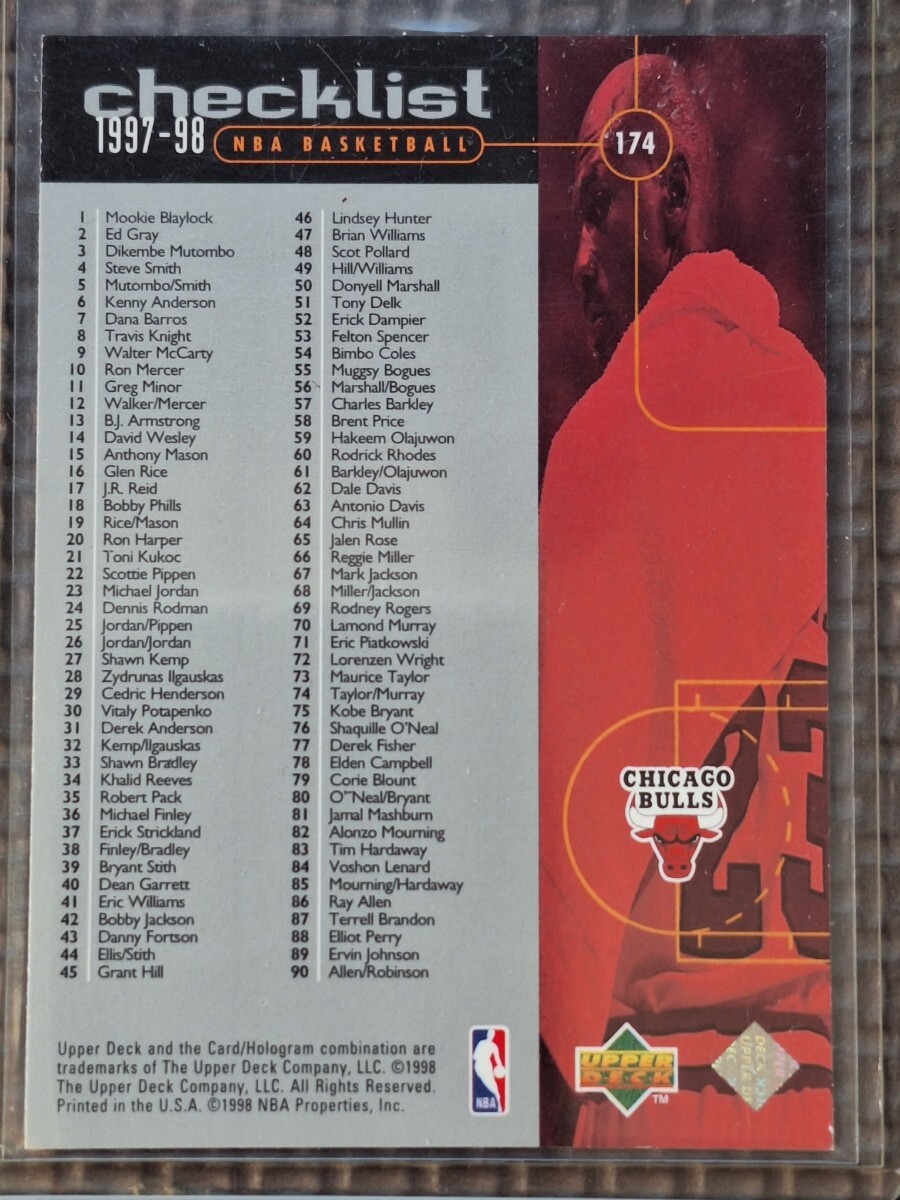 checklist
1997-98 NBA BASKETBALL 174
1 Mookie Blaylock
2 Ed Gray
3 Dikembe Mutombo
4 Steve Smith
5 Mutombo/Smith
6 Kenny Anderson
7 Dana Barros
8 Travis Knight
9 Walter McCarty
10 Ron Mercer
11 Greg Minor
12 Walker/Mercer
13 B.J. Armstrong
14 David Wesley
15 Anthony Mason
16 Glen Rice
17 J.R. Reid
18 Bobby Phills
19 Rice/Mason
20 Ron Harper
21 Toni Kukoc
22 Scottie Pippen
23 Michael Jordan
24 Dennis Rodman
25 Jordan/Pippen
26 Jordan/Jordan
27 Shawn Kemp
28 Zydrunas Ilgauskas
29 Cedric Henderson
30 Vitaly Potapenko
31 Derek Anderson
32 Kemp/Ilgauskas
33 Shawn Bradley
34 Khalid Reeves
35 Robert Pack
36 Michael Finley
37 Erick Strickland
38 Finley/Bradley
39 Bryant Stith
40 Dean Garrett
41 Eric Williams
42 Bobby Jackson
43 Danny Fortson
44 Ellis/Stith
45 Grant Hill
46 Lindsey Hunter
47 Brian Williams
48 Scot Pollard
49 Hill/Williams
50 Donyell Marshall
51 Tony Delk
52 Erick Dampier
53 Felton Spencer
54 Bimbo Coles
55 Muggsy Bogues
56 Marshall/Bogues
57 Charles Barkley
58 Brent Price
59 Hakeem Olajuwon
60 Rodrick Rhodes
61 Barkley/Olajuwon
62 Dale Davis
63 Antonio Davis
64 Chris Mullin
65 Jalen Rose
66 Reggie Miller
67 Mark Jackson
68 Miller/Jackson
69 Rodney Rogers
70 Lamond Murray
71 Eric Piatkowski
72 Lorenzen Wright
73 Maurice Taylor
74 Taylor/Murray
75 Kobe Bryant
76 Shaquille O'Neal
77 Derek Fisher
78 Elden Campbell
79 Corie Blount
80 O"Neal/Bryant
81 Jamal Mashburn
82 Alonzo Mourning
83 Tim Hardaway
84 Voshon Lenard
85 Mourning/Hardaway
86 Ray Allen
87 Terrell Brandon
88 Elliot Perry
89 Ervin Johnson
90 Allen/Robinson
CHICAGO
BULLS
23
Upper Deck and the Card/Hologram combination are
trademarks of The Upper Deck Company, LLC. ©1998
The Upper Deck Company, LLC. All Rights Reserved.
Printed in the U.S.A. ©1998 NBA Properties, Inc.
NBA
UPPER
DECK
TM